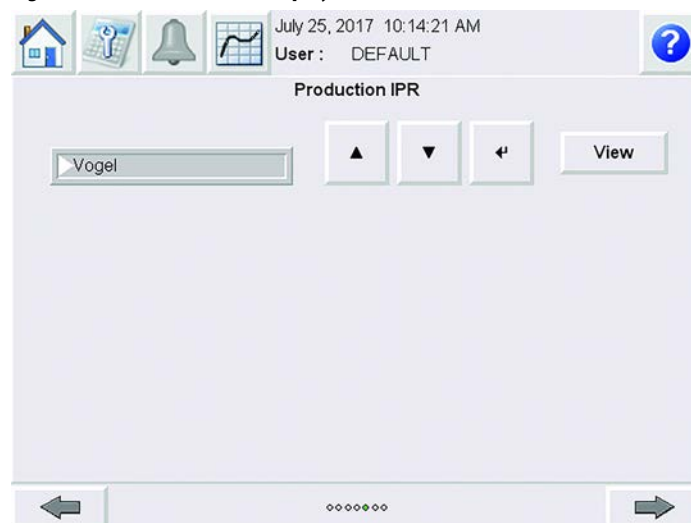 July 25, 2017 10:14:21 AM
User : DEFAULT
?
Production IPR
Vogel
View